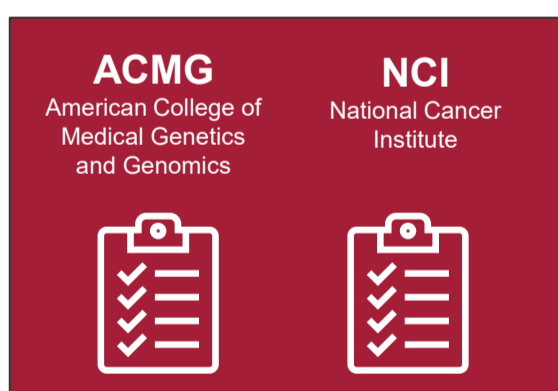 ACMG
American College of
Medical Genetics
and Genomics
NCI
National Cancer
Institute